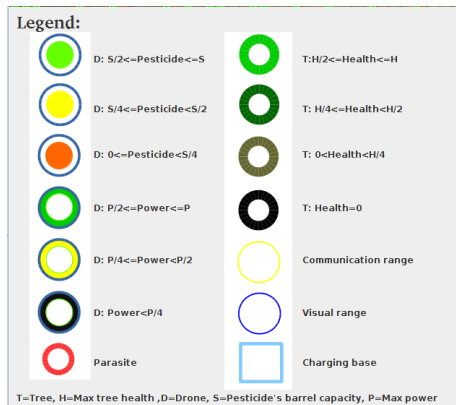 Legend:
D: S/2<=Pesticide<=S
T:H/2<=Health<=H
D: S/4<=Pesticide<S/2
T: H/4<=Health<H/2
D: 0<=Pesticide<S/4
T: 0<Health<H/4
D: P/2<=Power<=P
T: Health=0
D: P/4<=Power<P/2
Communication range
D: Power<P/4
Visual range
Parasite
Charging base
T=Tree, H=Max tree health ,D=Drone, S=Pesticide's barrel capacity, P=Max power